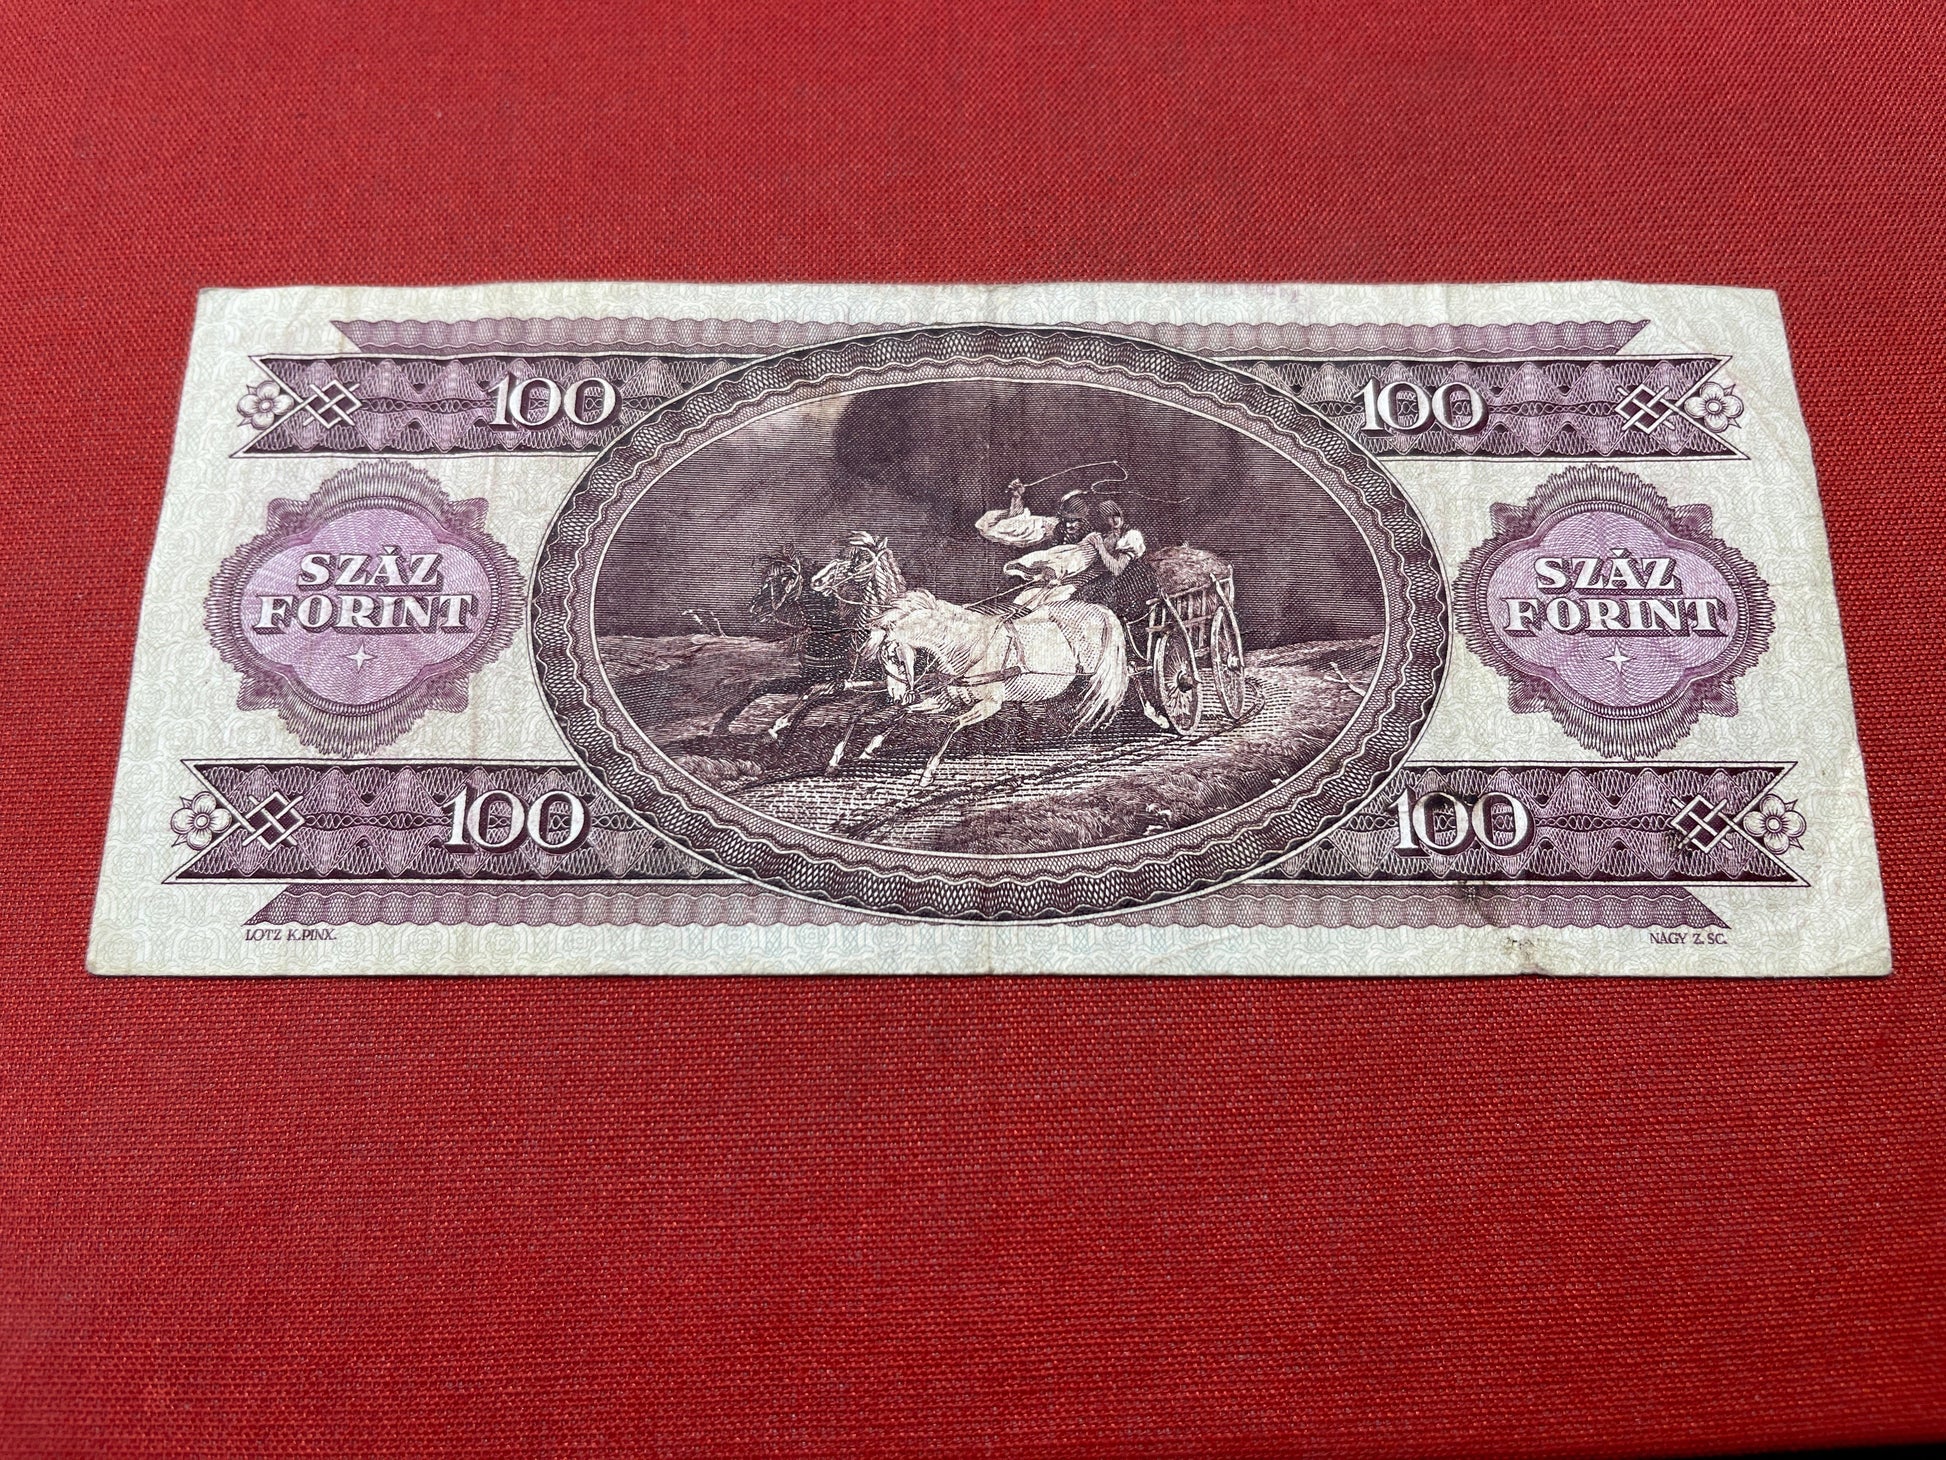 100 100
SZÁZ
FORINT
SZÁZ
FORINT
100 100
LOTZ K.PINX. NAGY Z. SC.